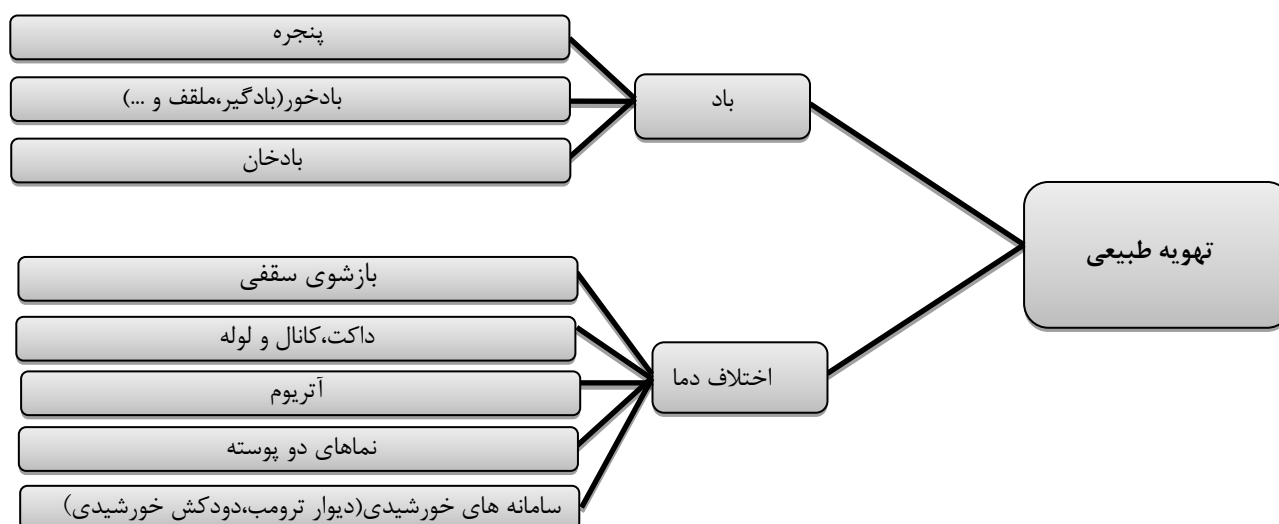 تهویه طبیعی
باد
پنجره
بادخور(بادگیر،ملقف و ...)
بادخان
اختلاف دما
بازشوی سقفی
داکت،کانال و لوله
آتریوم
نماهای دو پوسته
سامانه های خورشیدی(دیوار ترومب،دودکش خورشیدی)